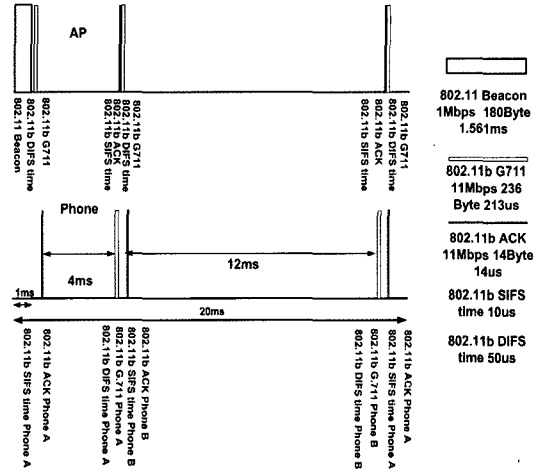 AP
802.11 Beacon
802.11b DIFS time
802.11b G711
802.11b SIFS time
802.11b ACK
802.11b DIFS time
802.11b G711
802.11b SIFS time
802.11b ACK
802.11b DIFS time
802.11b G711
802.11 Beacon
1Mbps 180Byte
1.561ms
802.11b G711
11Mbps 236
Byte 213us
802.11b ACK
11Mbps 14Byte
14us
802.11b SIFS
time 10us
802.11b DIFS
time 50us
Phone
4ms
12ms
1ms
20ms
802.11b SIFS time Phone A
802.11b ACK Phone A
802.11b DIFS time Phone A
802.11b G.711 Phone A
802.11b SIFS time Phone B
802.11b ACK Phone B
802.11b DIFS time Phone B
802.11b G.711 Phone B
802.11b SIFS time Phone A
802.11b ACK Phone A